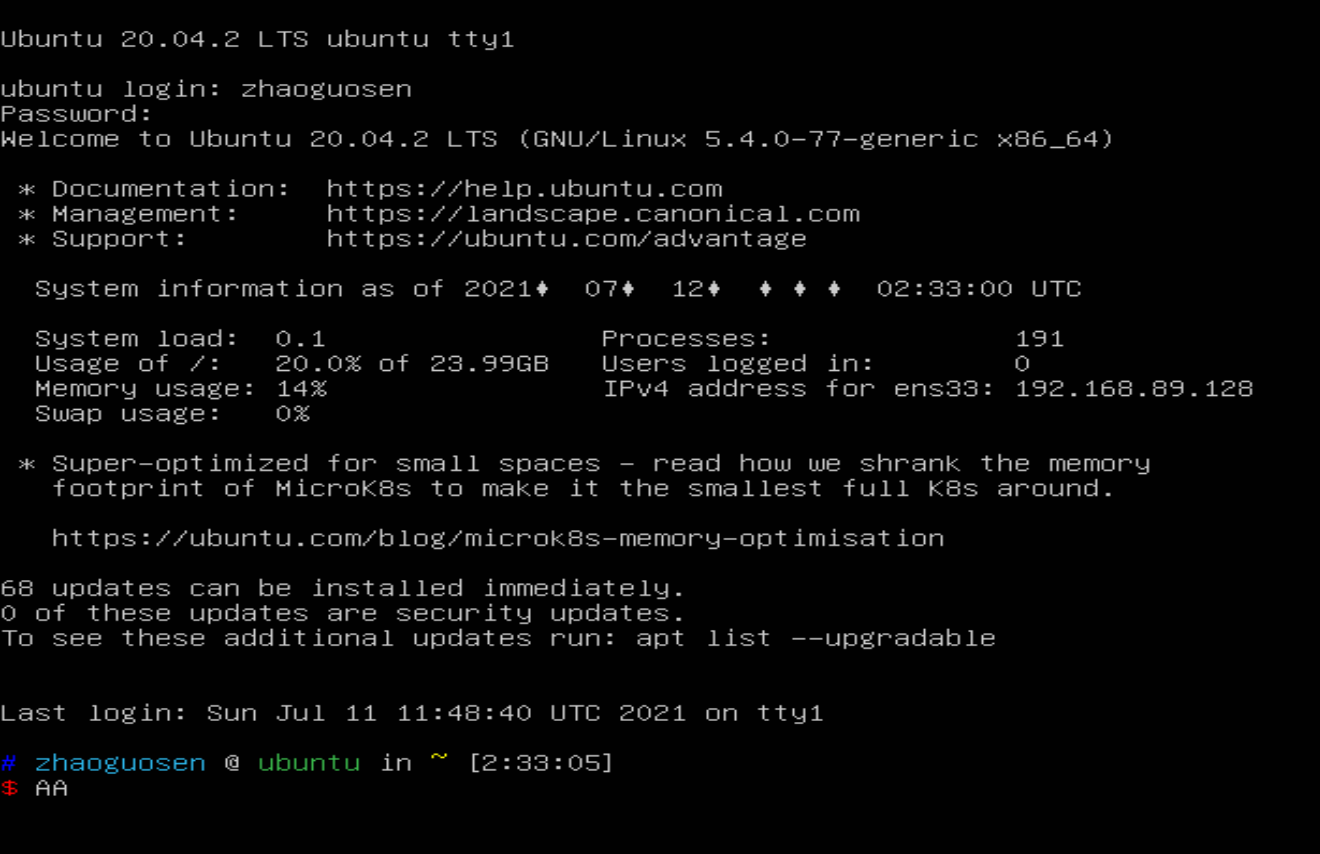 Ubuntu 20.04.2 LTS ubuntu tty1
ubuntu login: zhaoguosen
Password:
Welcome to Ubuntu 20.04.2 LTS (GNU/Linux 5.4.0-77-generic x86_64)
* Documentation:  https://help.ubuntu.com
* Management:     https://landscape.canonical.com
* Support:        https://ubuntu.com/advantage
System information as of 2021♦  07♦  12♦  ♦ ♦ ♦  02:33:00 UTC
System load:  0.1                Processes:              191
Usage of /:   20.0% of 23.99GB   Users logged in:        0
Memory usage: 14%                IPv4 address for ens33: 192.168.89.128
Swap usage:   0%
* Super-optimized for small spaces - read how we shrank the memory
footprint of MicroK8s to make it the smallest full K8s around.
https://ubuntu.com/blog/microk8s-memory-optimisation
68 updates can be installed immediately.
0 of these updates are security updates.
To see these additional updates run: apt list --upgradable
Last login: Sun Jul 11 11:48:40 UTC 2021 on tty1
# zhaoguosen @ ubuntu in ~ [2:33:05]
$ AA